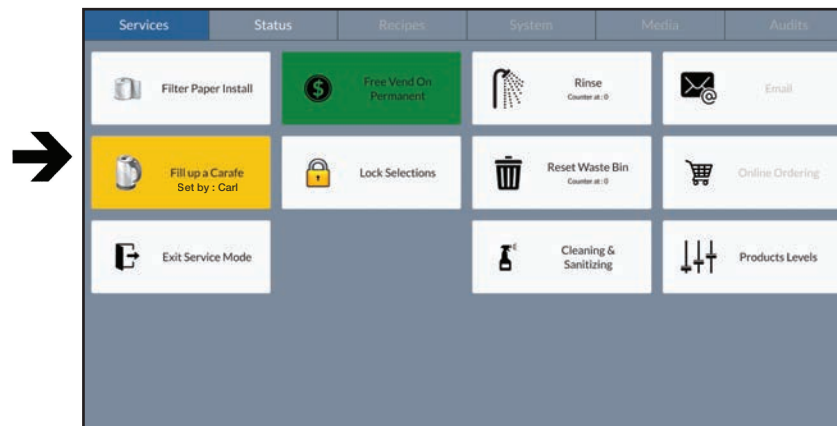 Services Status Recipes System Media Audits
Filter Paper Install
Free Vend On
Permanent
Rinse
Counter at : 0
Email
Fill up a Carafe
Set by : Carl
Lock Selections
Reset Waste Bin
Counter at : 0
Online Ordering
Exit Service Mode
Cleaning &
Sanitizing
Products Levels